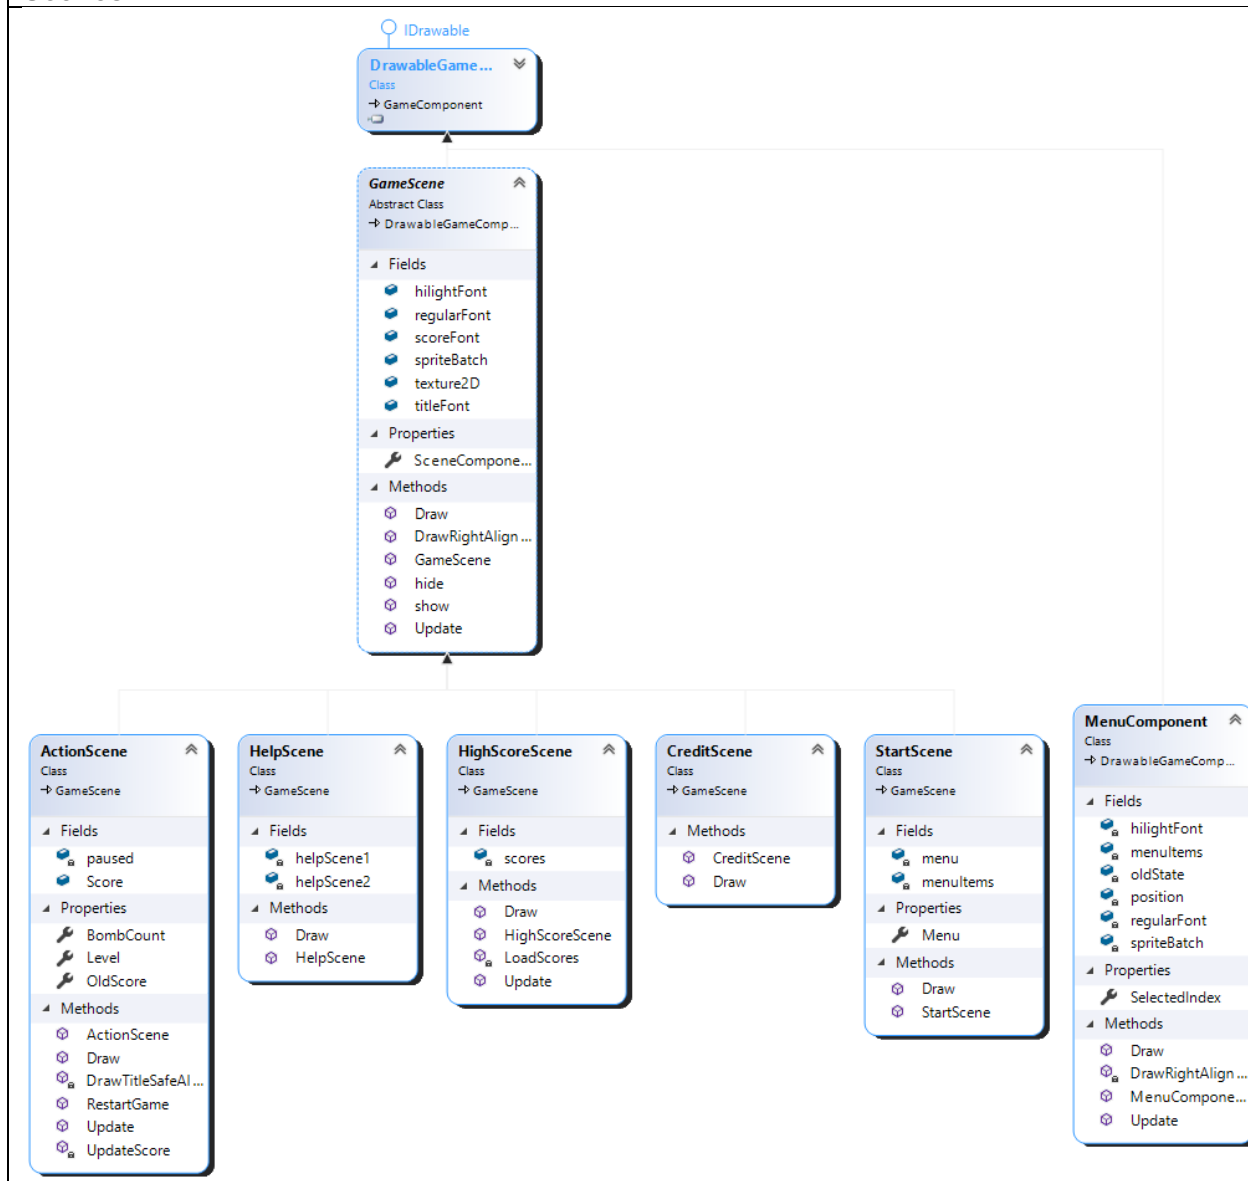 IDrawable
DrawableGame...
Class
GameComponent
GameScene
Abstract Class
DrawableGameComp...
Fields
hilightFont
regularFont
scoreFont
spriteBatch
texture2D
titleFont
Properties
SceneCompone...
Methods
Draw
DrawRightAlign...
GameScene
hide
show
Update
ActionScene
Class
GameScene
Fields
paused
Score
Properties
BombCount
Level
OldScore
Methods
ActionScene
Draw
DrawTitleSafeAl...
RestartGame
Update
UpdateScore
HelpScene
Class
GameScene
Fields
helpScene1
helpScene2
Methods
Draw
HelpScene
HighScoreScene
Class
GameScene
Fields
scores
Methods
Draw
HighScoreScene
LoadScores
Update
CreditScene
Class
GameScene
Methods
CreditScene
Draw
StartScene
Class
GameScene
Fields
menu
menuItems
Properties
Menu
Methods
Draw
StartScene
MenuComponent
Class
DrawableGameComp...
Fields
hilightFont
menuItems
oldState
position
regularFont
spriteBatch
Properties
SelectedIndex
Methods
Draw
DrawRightAlign...
MenuCompone...
Update